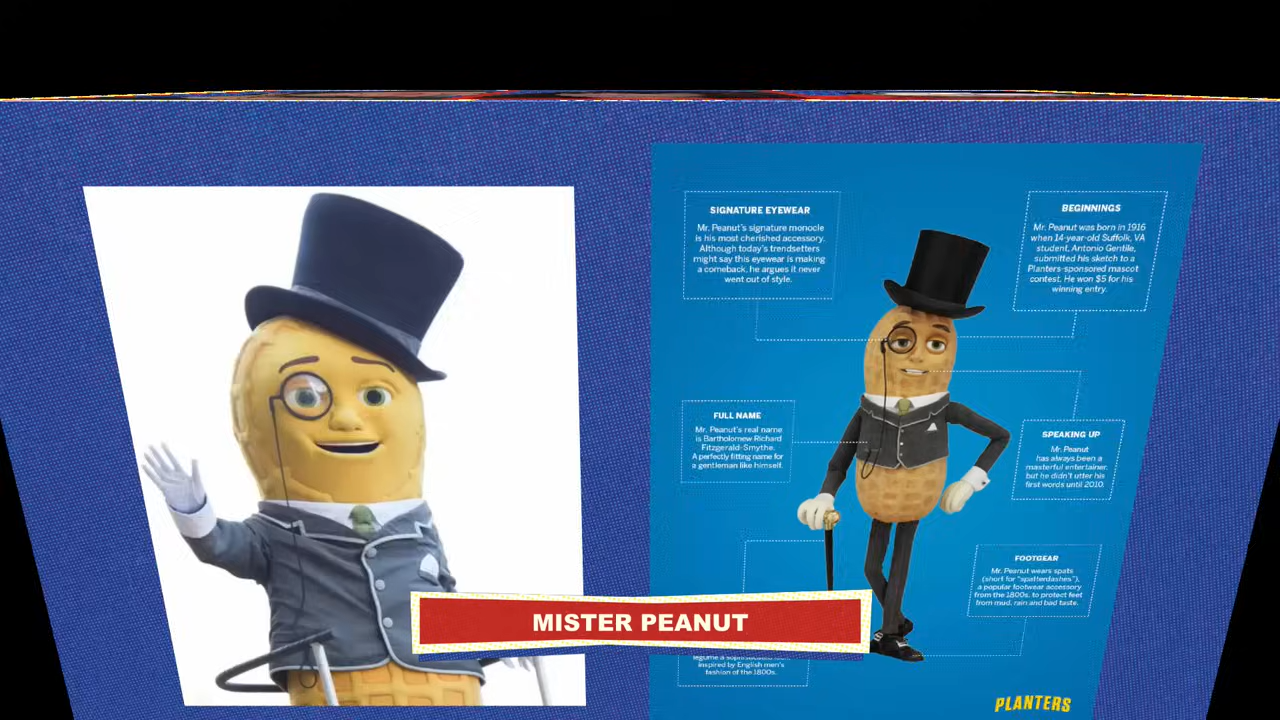 SIGNATURE EYEWEAR
Mr. Peanut's signature monocle
is his most cherished accessory.
Although today's trendsetters
might say this eyewear is making
a comeback, he argues it never
went out of style.
BEGINNINGS
Mr. Peanut was born in 1916
when 14-year-old Suffolk, VA
student, Antonio Gentile,
submitted his sketch to a
Planters-sponsored mascot
contest. He won $5 for his
winning entry.
FULL NAME
Mr. Peanut's real name
is Bartholomew Richard
Fitzgerald-Smythe.
A perfectly fitting name for
a gentleman like himself.
SPEAKING UP
Mr. Peanut
has always been a
masterful entertainer,
but he didn't utter his
first words until 2010.
FOOTGEAR
Mr. Peanut wears spats
(short for "spatterdashes"),
a popular footwear accessory
from the 1800s, to protect feet
from mud, rain and bad taste.
MISTER PEANUT
legume a sophisticated
inspired by English men's
fashion of the 1800s.
PLANTERS